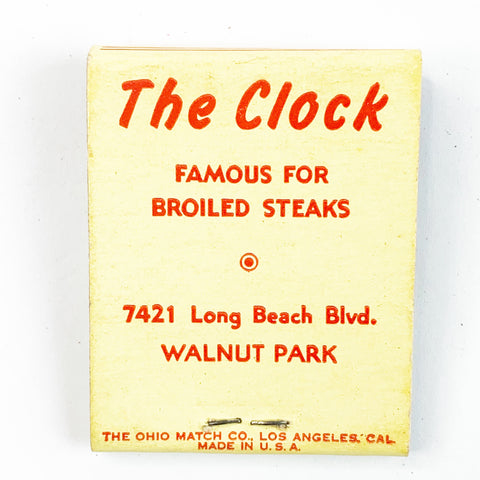 The Clock
FAMOUS FOR
BROILED STEAKS
7421 Long Beach Blvd.
WALNUT PARK
THE OHIO MATCH CO., LOS ANGELES, CAL.
MADE IN U.S.A.